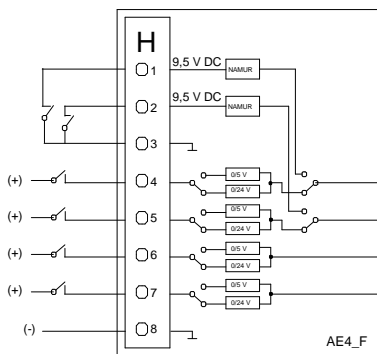 H
1 9,5 V DC NAMUR
2 9,5 V DC NAMUR
3
(+) 4 0/5 V
0/24 V
(+) 5 0/5 V
0/24 V
(+) 6 0/5 V
0/24 V
(+) 7 0/5 V
0/24 V
(-) 8
AE4_F